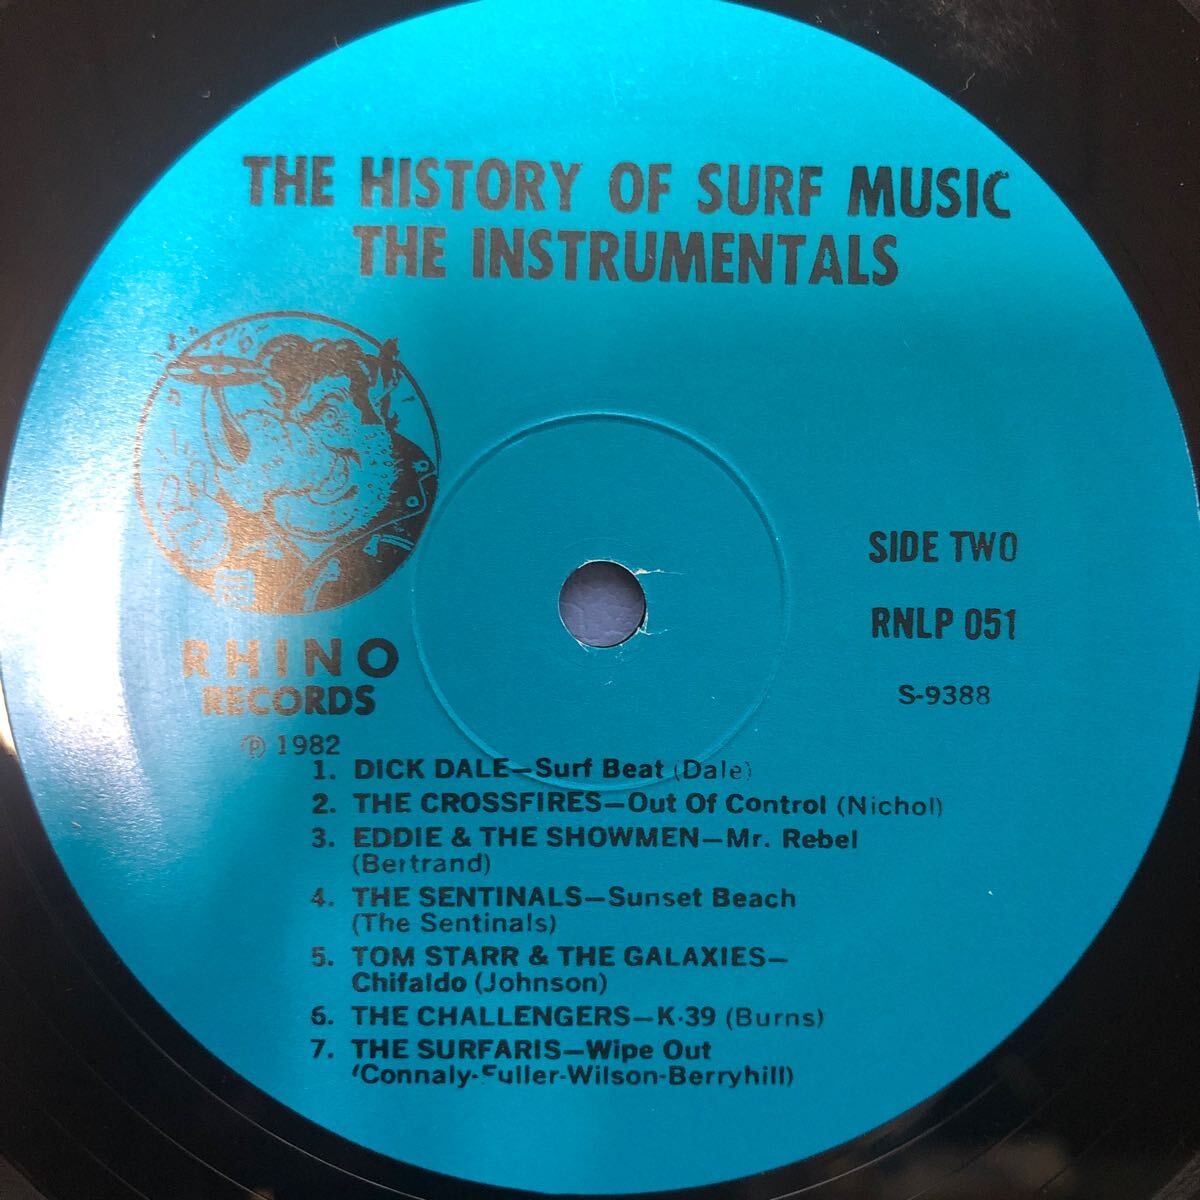 THE HISTORY OF SURF MUSIC
THE INSTRUMENTALS
SIDE TWO
RNLP 051
S-9388
RHINO
RECORDS
℗ 1982
1. DICK DALE—Surf Beat (Dale)
2. THE CROSSFIRES—Out Of Control (Nichol)
3. EDDIE & THE SHOWMEN—Mr. Rebel
(Bertrand)
4. THE SENTINALS—Sunset Beach
(The Sentinals)
5. TOM STARR & THE GALAXIES—
Chifaldo (Johnson)
6. THE CHALLENGERS—K-39 (Burns)
7. THE SURFARIS—Wipe Out
(Connaly-Fuller-Wilson-Berryhill)